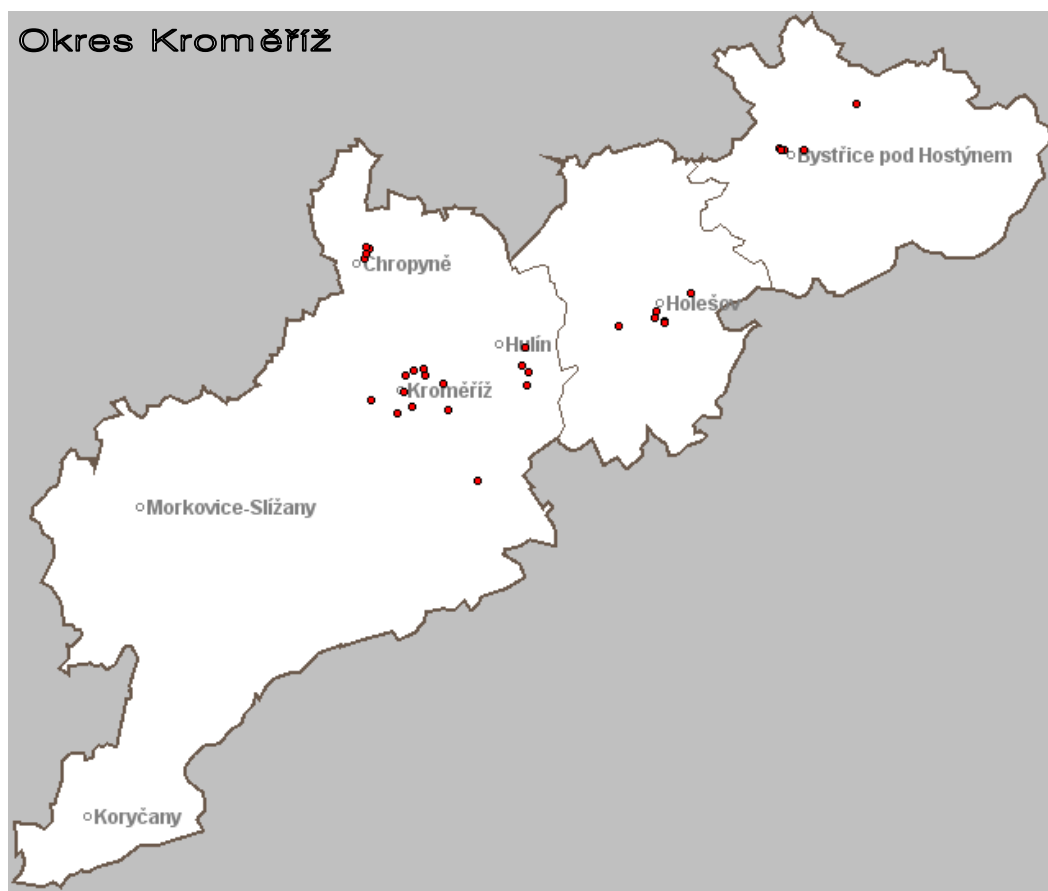 Okres Kroměříž
Bystřice pod Hostýnem
Chropyně
Holešov
Hulín
Kroměříž
Morkovice-Slížany
Koryčany